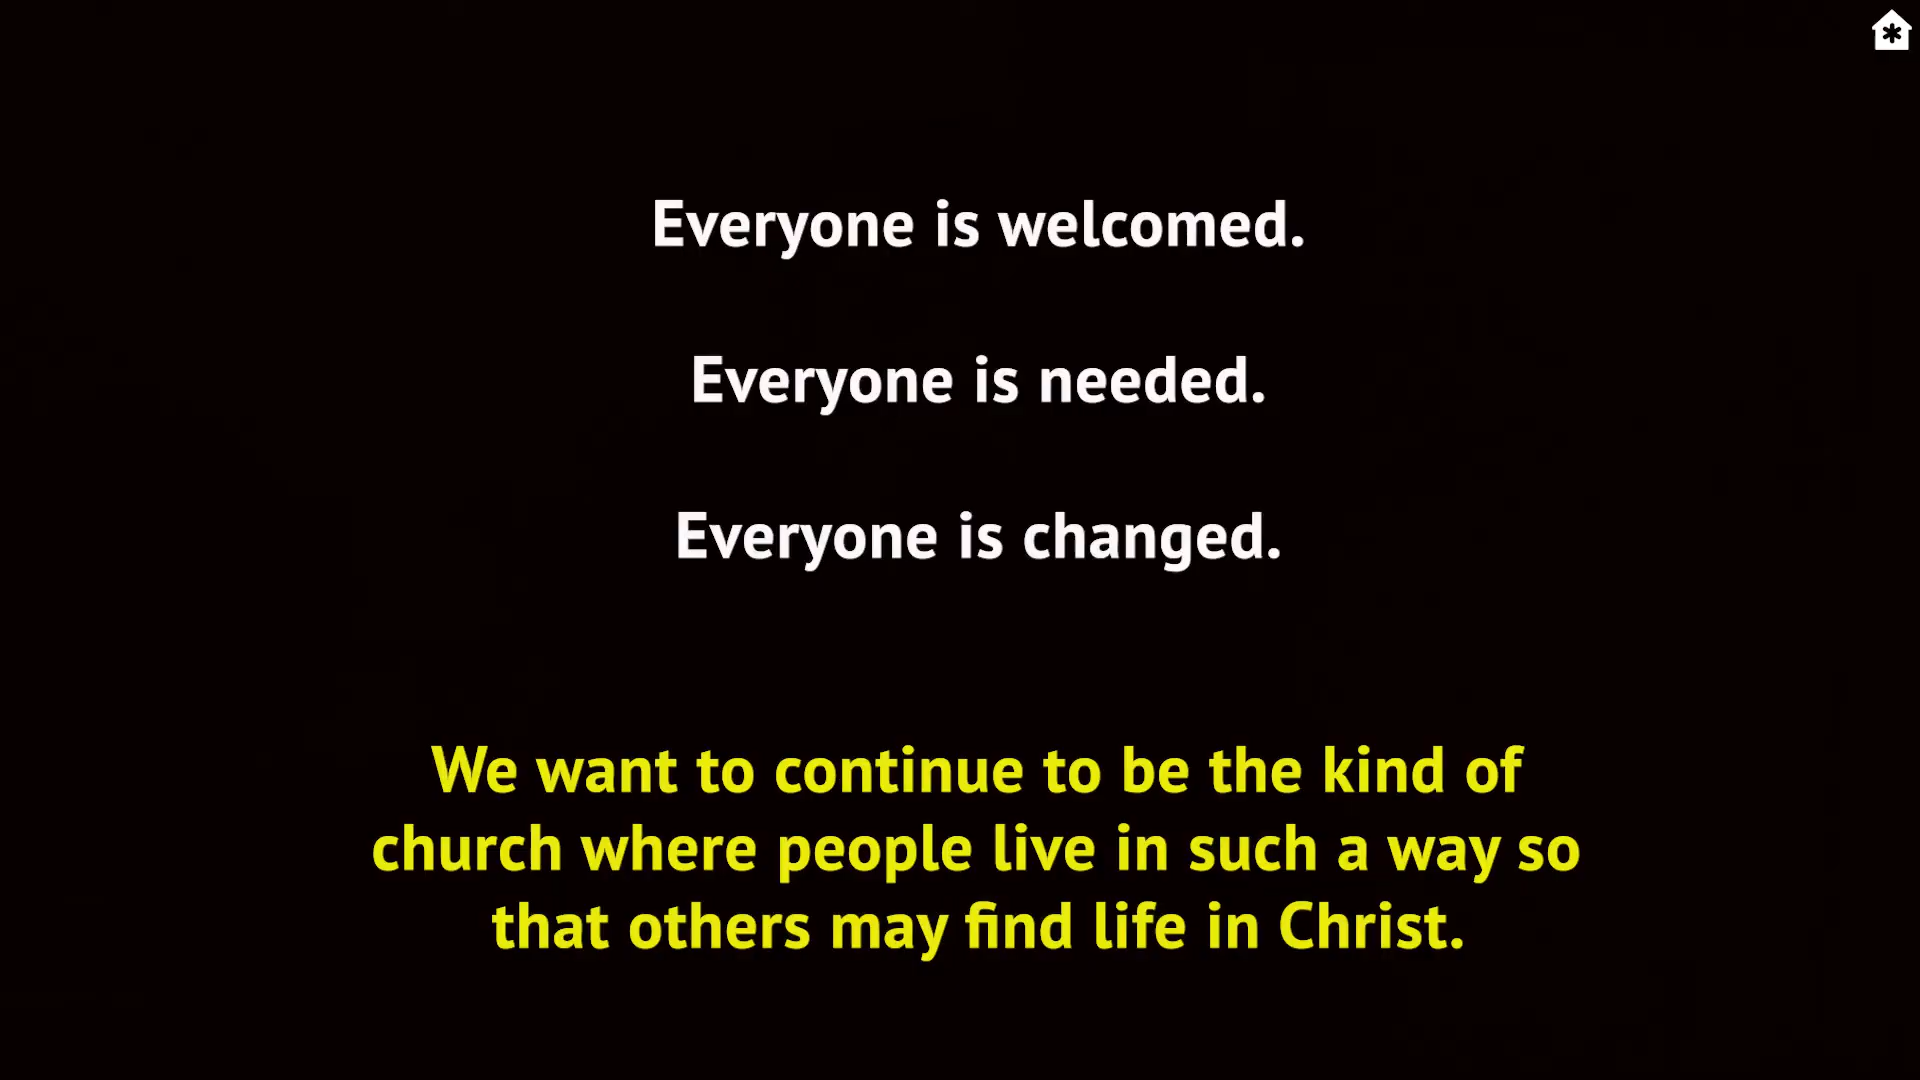 Everyone is welcomed.
Everyone is needed.
Everyone is changed.
We want to continue to be the kind of
church where people live in such a way so
that others may find life in Christ.